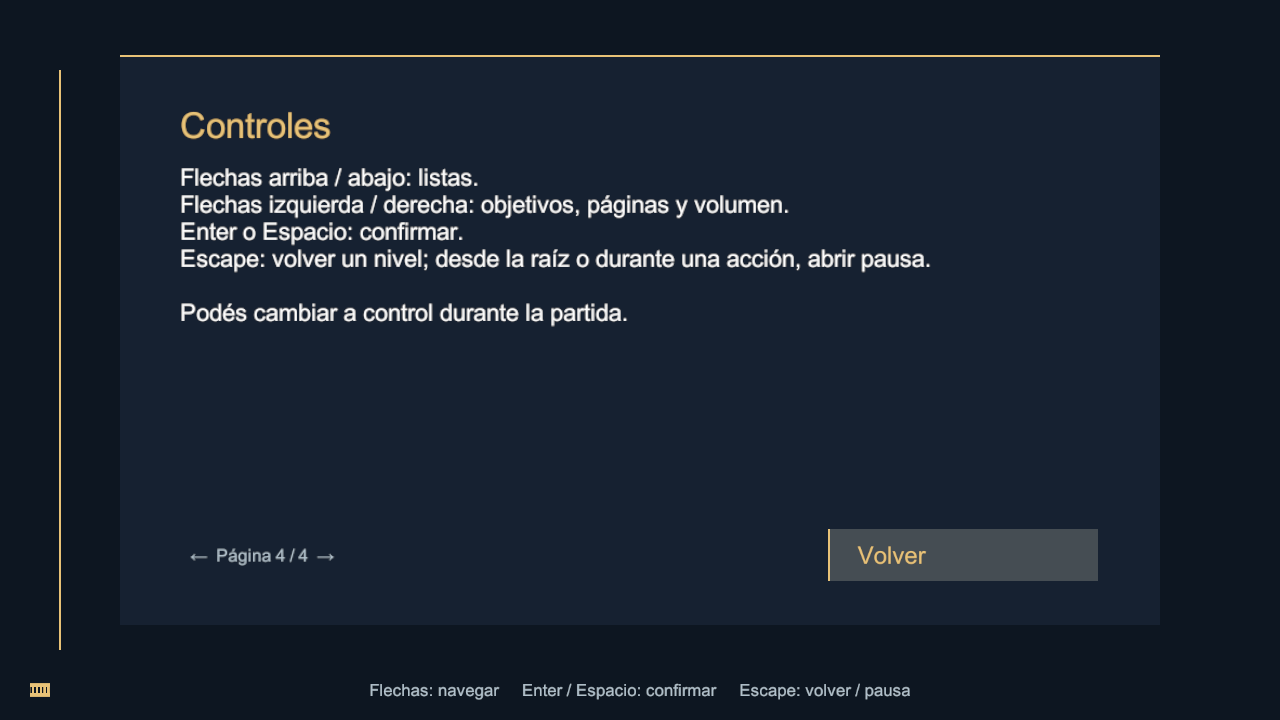 Controles
Flechas arriba / abajo: listas.
Flechas izquierda / derecha: objetivos, páginas y volumen.
Enter o Espacio: confirmar.
Escape: volver un nivel; desde la raíz o durante una acción, abrir pausa.
Podés cambiar a control durante la partida.
← Página 4 / 4 →
Volver
Flechas: navegar Enter / Espacio: confirmar Escape: volver / pausa